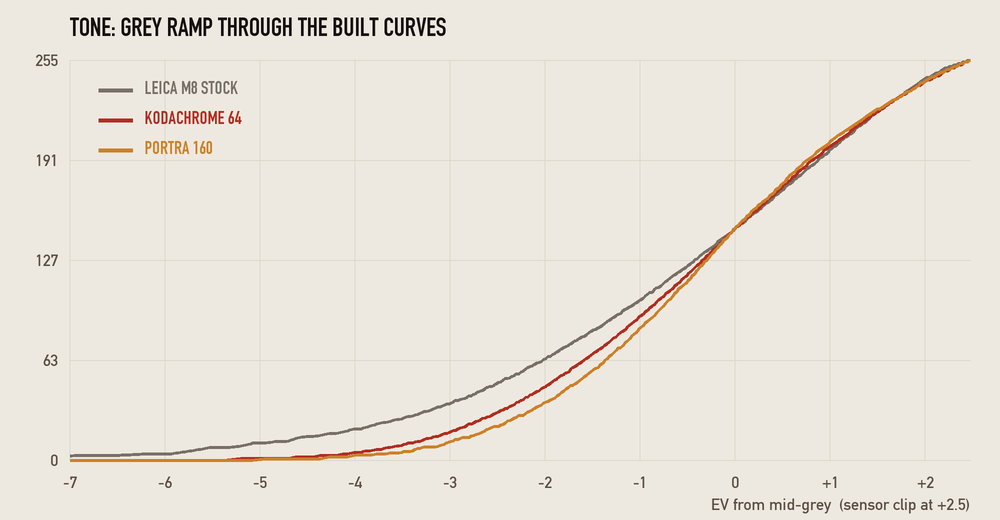 TONE: GREY RAMP THROUGH THE BUILT CURVES
255
LEICA M8 STOCK
KODACHROME 64
PORTRA 160
191
127
63
0
-7 -6 -5 -4 -3 -2 -1 0 +1 +2
EV from mid-grey (sensor clip at +2.5)